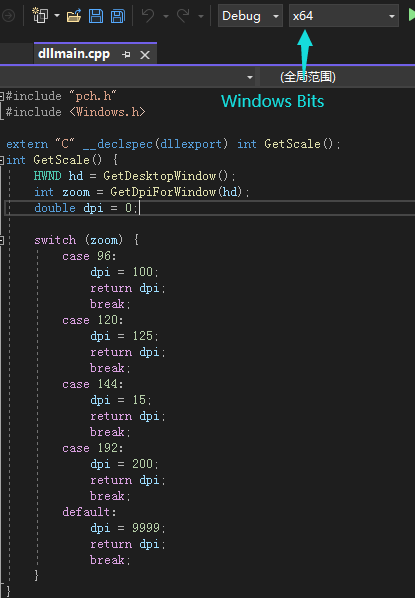 Debug
x64
dllmain.cpp
(全局范围)
Windows Bits
#include "pch.h"
#include <Windows.h>
extern "C" __declspec(dllexport) int GetScale();
int GetScale() {
HWND hd = GetDesktopWindow();
int zoom = GetDpiForWindow(hd);
double dpi = 0;
switch (zoom) {
case 96:
dpi = 100;
return dpi;
break;
case 120:
dpi = 125;
return dpi;
break;
case 144:
dpi = 15;
return dpi;
break;
case 192:
dpi = 200;
return dpi;
break;
default:
dpi = 9999;
return dpi;
break;
}
}